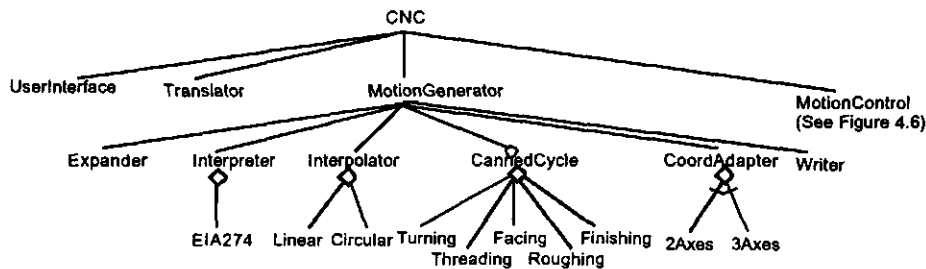 CNC
UserInterface
Translator
MotionGenerator
MotionControl
(See Figure 4.6)
Expander
Interpreter
Interpolator
CannedCycle
CoordAdapter
Writer
EIA274
Linear
Circular
Turning
Facing
Finishing
2Axes
3Axes
Threading
Roughing